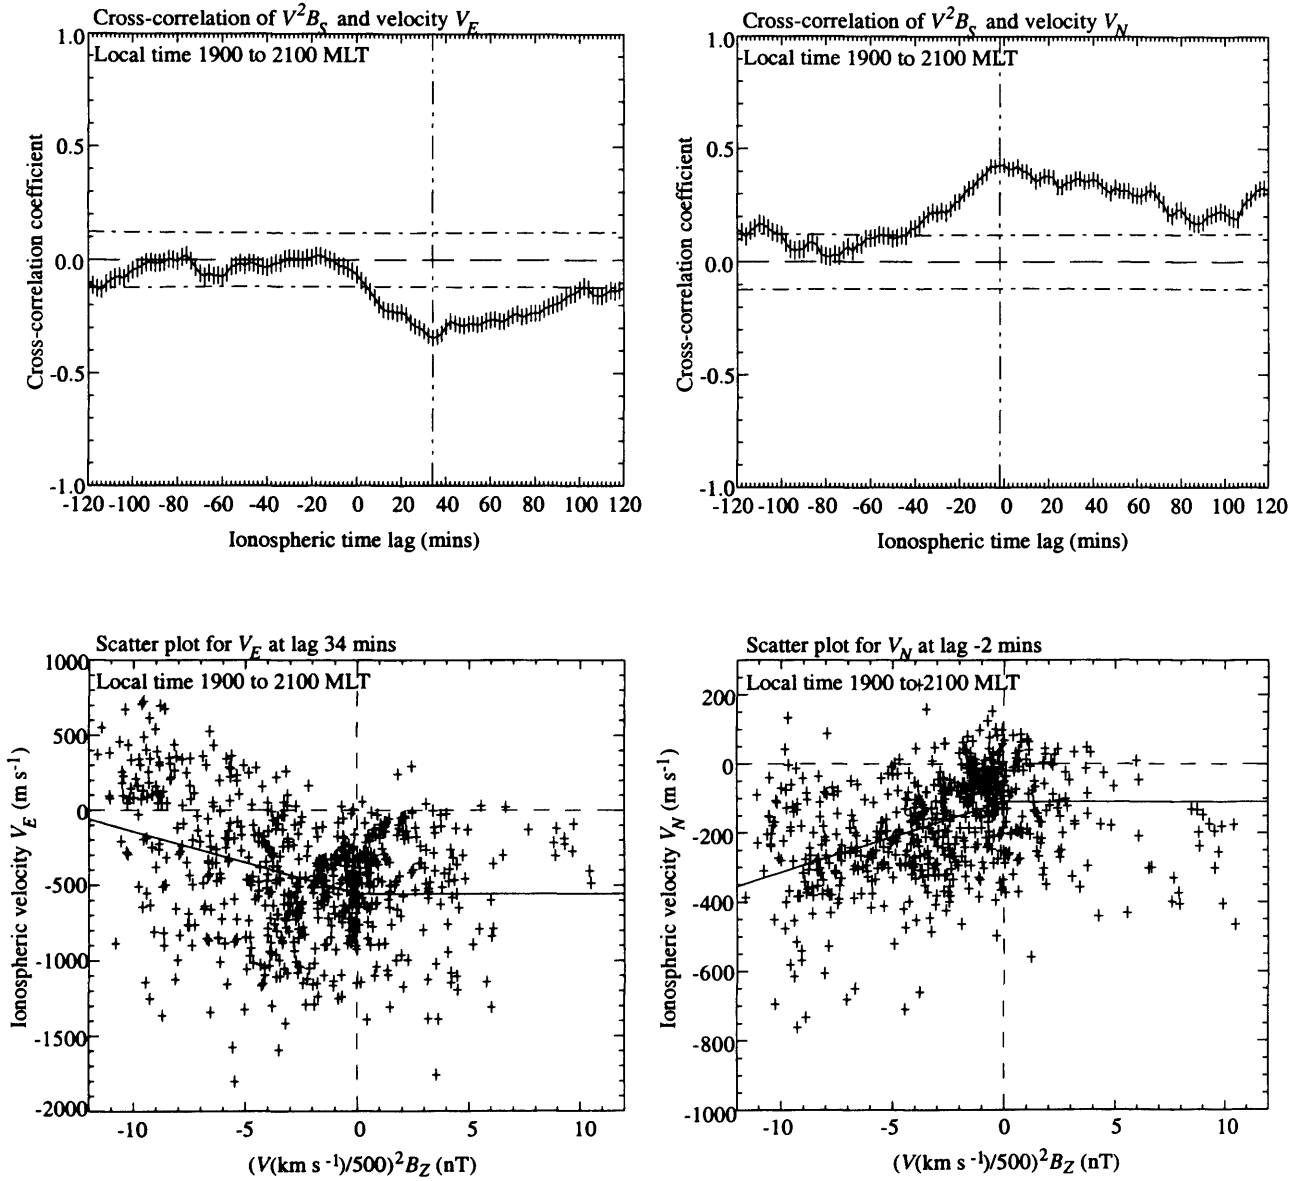 Cross-correlation of V²B_S and velocity V_E
Local time 1900 to 2100 MLT
Cross-correlation coefficient
1.0
0.5
0.0
-0.5
-1.0
-120 -100 -80 -60 -40 -20 0 20 40 60 80 100 120
Ionospheric time lag (mins)
Cross-correlation of V²B_S and velocity V_N
Local time 1900 to 2100 MLT
Cross-correlation coefficient
1.0
0.5
0.0
-0.5
-1.0
-120 -100 -80 -60 -40 -20 0 20 40 60 80 100 120
Ionospheric time lag (mins)
Scatter plot for V_E at lag 34 mins
Local time 1900 to 2100 MLT
Ionospheric velocity V_E (m s⁻¹)
1000
500
0
-500
-1000
-1500
-2000
-10 -5 0 5 10
(V(km s⁻¹)/500)²B_Z (nT)
Scatter plot for V_N at lag -2 mins
Local time 1900 to 2100 MLT
Ionospheric velocity V_N (m s⁻¹)
200
0
-200
-400
-600
-800
-1000
-10 -5 0 5 10
(V(km s⁻¹)/500)²B_Z (nT)